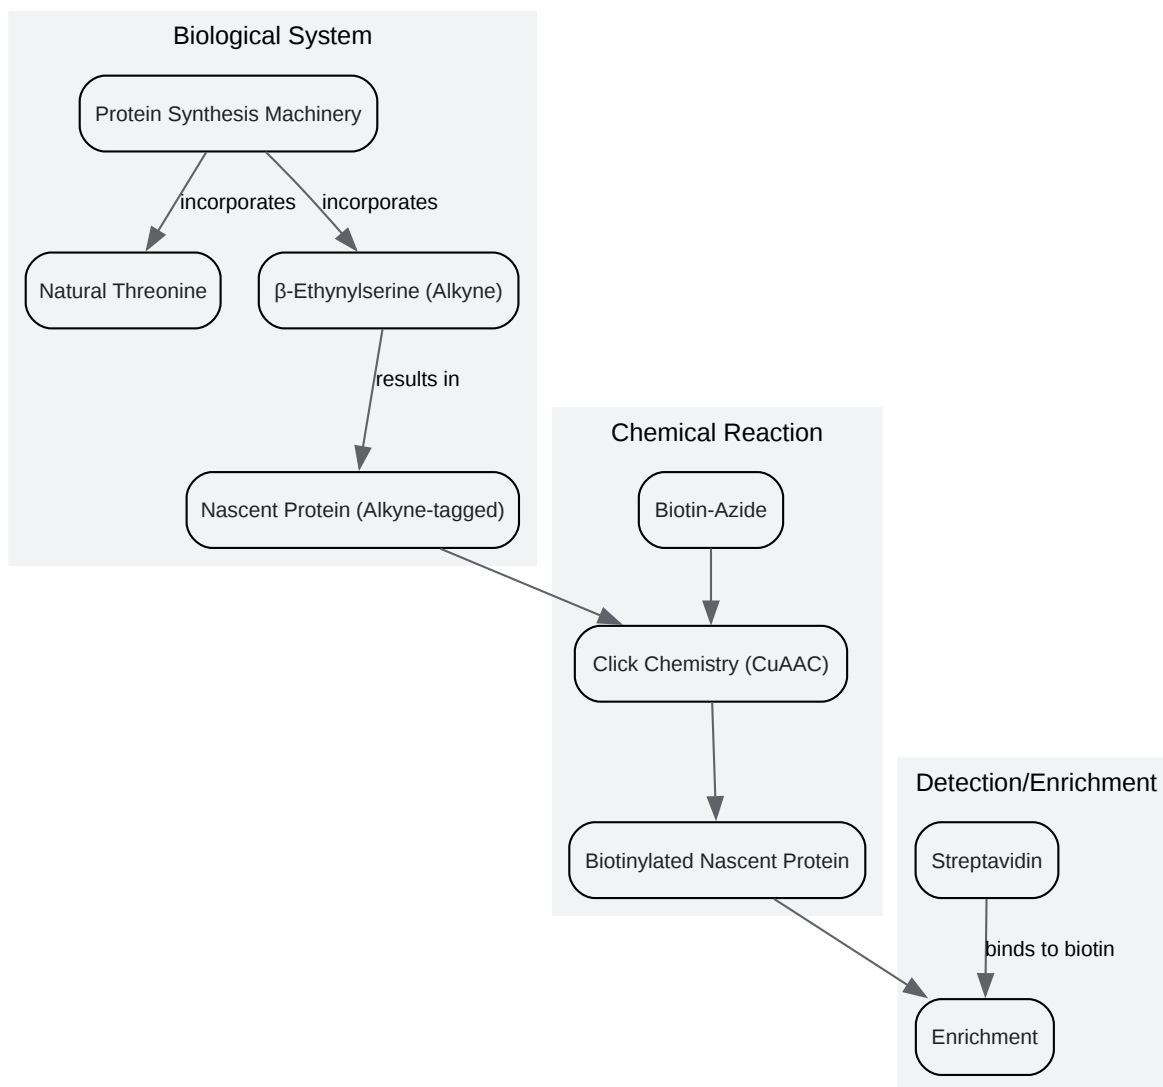 Biological System
Protein Synthesis Machinery
incorporates
incorporates
Natural Threonine
β-Ethynylserine (Alkyne)
results in
Nascent Protein (Alkyne-tagged)
Chemical Reaction
Biotin-Azide
Click Chemistry (CuAAC)
Biotinylated Nascent Protein
Detection/Enrichment
Streptavidin
binds to biotin
Enrichment